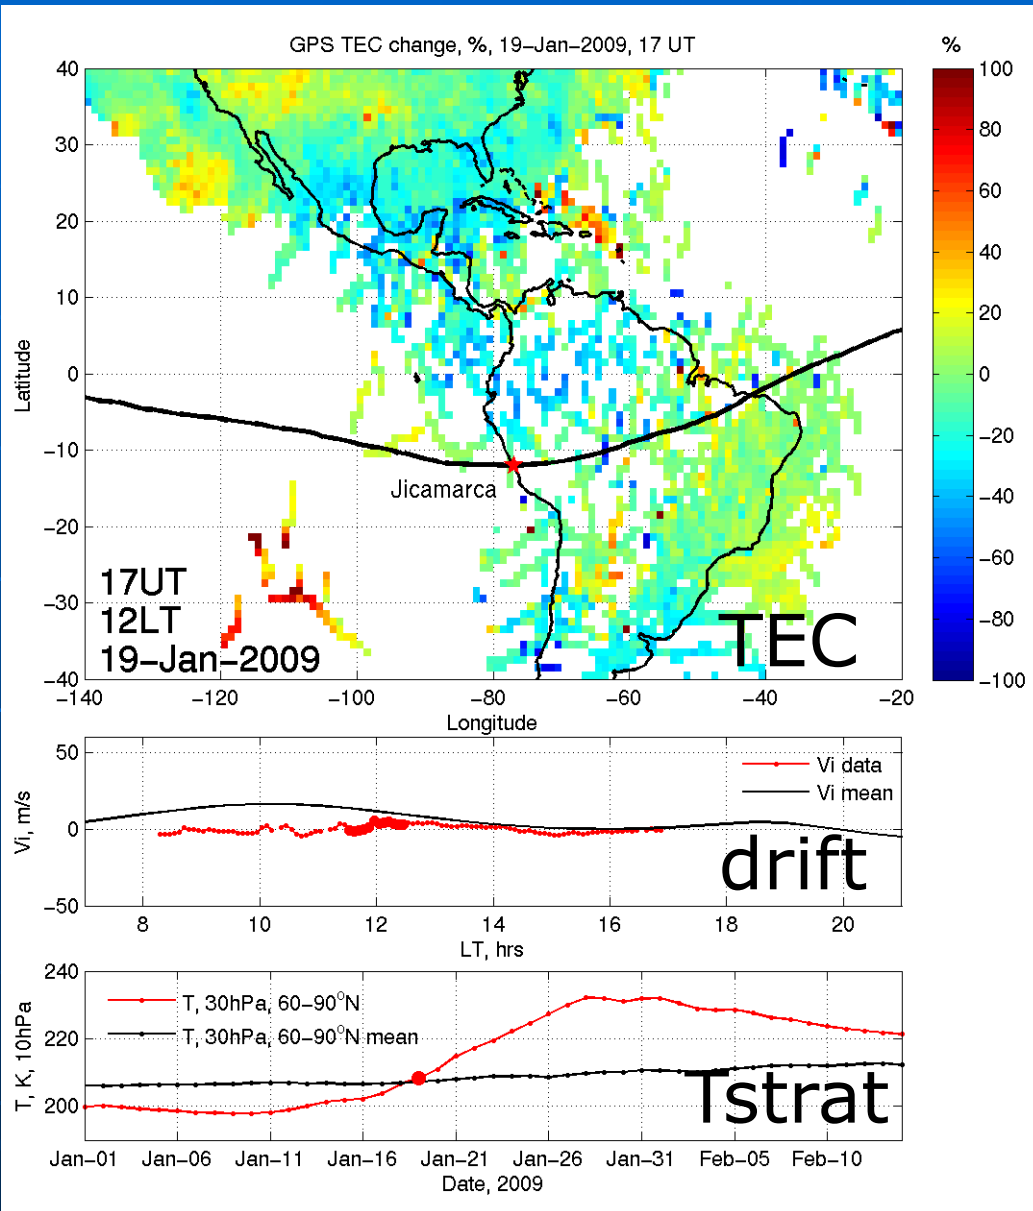 GPS TEC change, %, 19−Jan−2009, 17 UT
%
40
30
20
10
0
−10
−20
−30
−40
Latitude
100
80
60
40
20
0
−20
−40
−60
−80
−100
Jicamarca
17UT
12LT
19−Jan−2009
TEC
−140 −120 −100 −80 −60 −40 −20
Longitude
50
0
−50
Vi, m/s
Vi data
Vi mean
drift
8 10 12 14 16 18 20
LT, hrs
240
220
200
T, K, 10hPa
T, 30hPa, 60−90°N
T, 30hPa, 60−90°N mean
Tstrat
Jan−01 Jan−06 Jan−11 Jan−16 Jan−21 Jan−26 Jan−31 Feb−05 Feb−10
Date, 2009